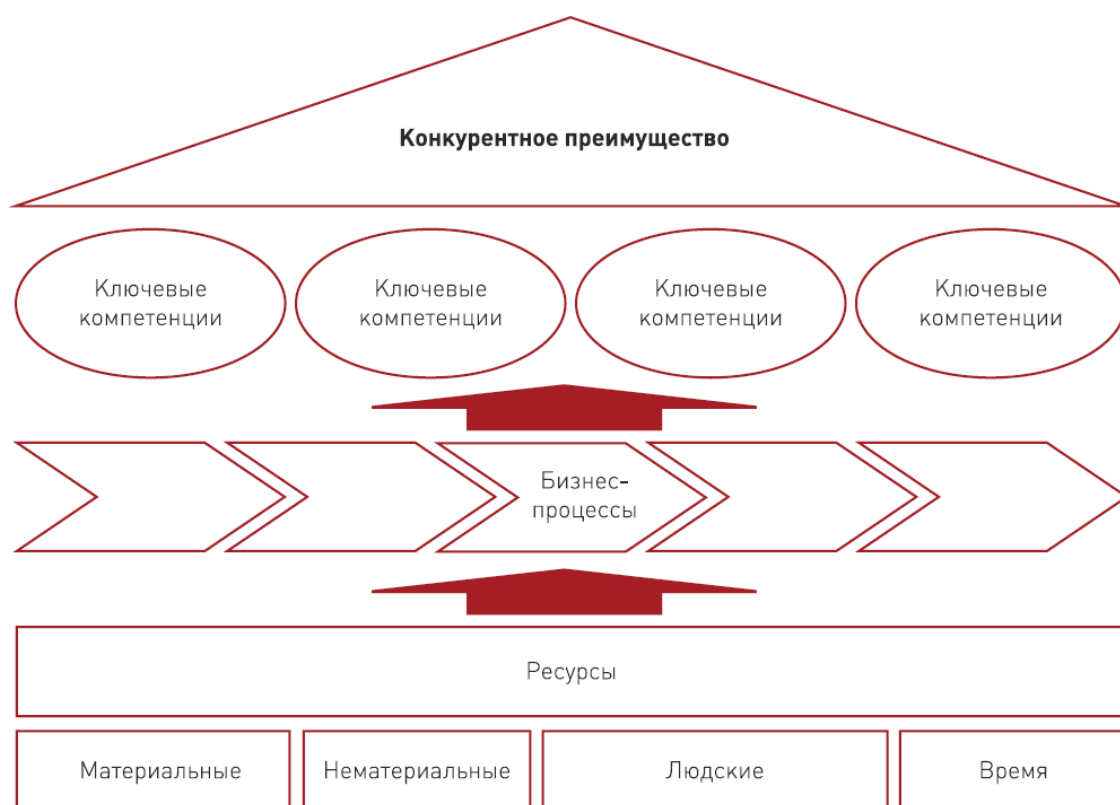 Конкурентное преимущество
Ключевые
компетенции
Ключевые
компетенции
Ключевые
компетенции
Ключевые
компетенции
Бизнес-
процессы
Ресурсы
Материальные
Нематериальные
Людские
Время